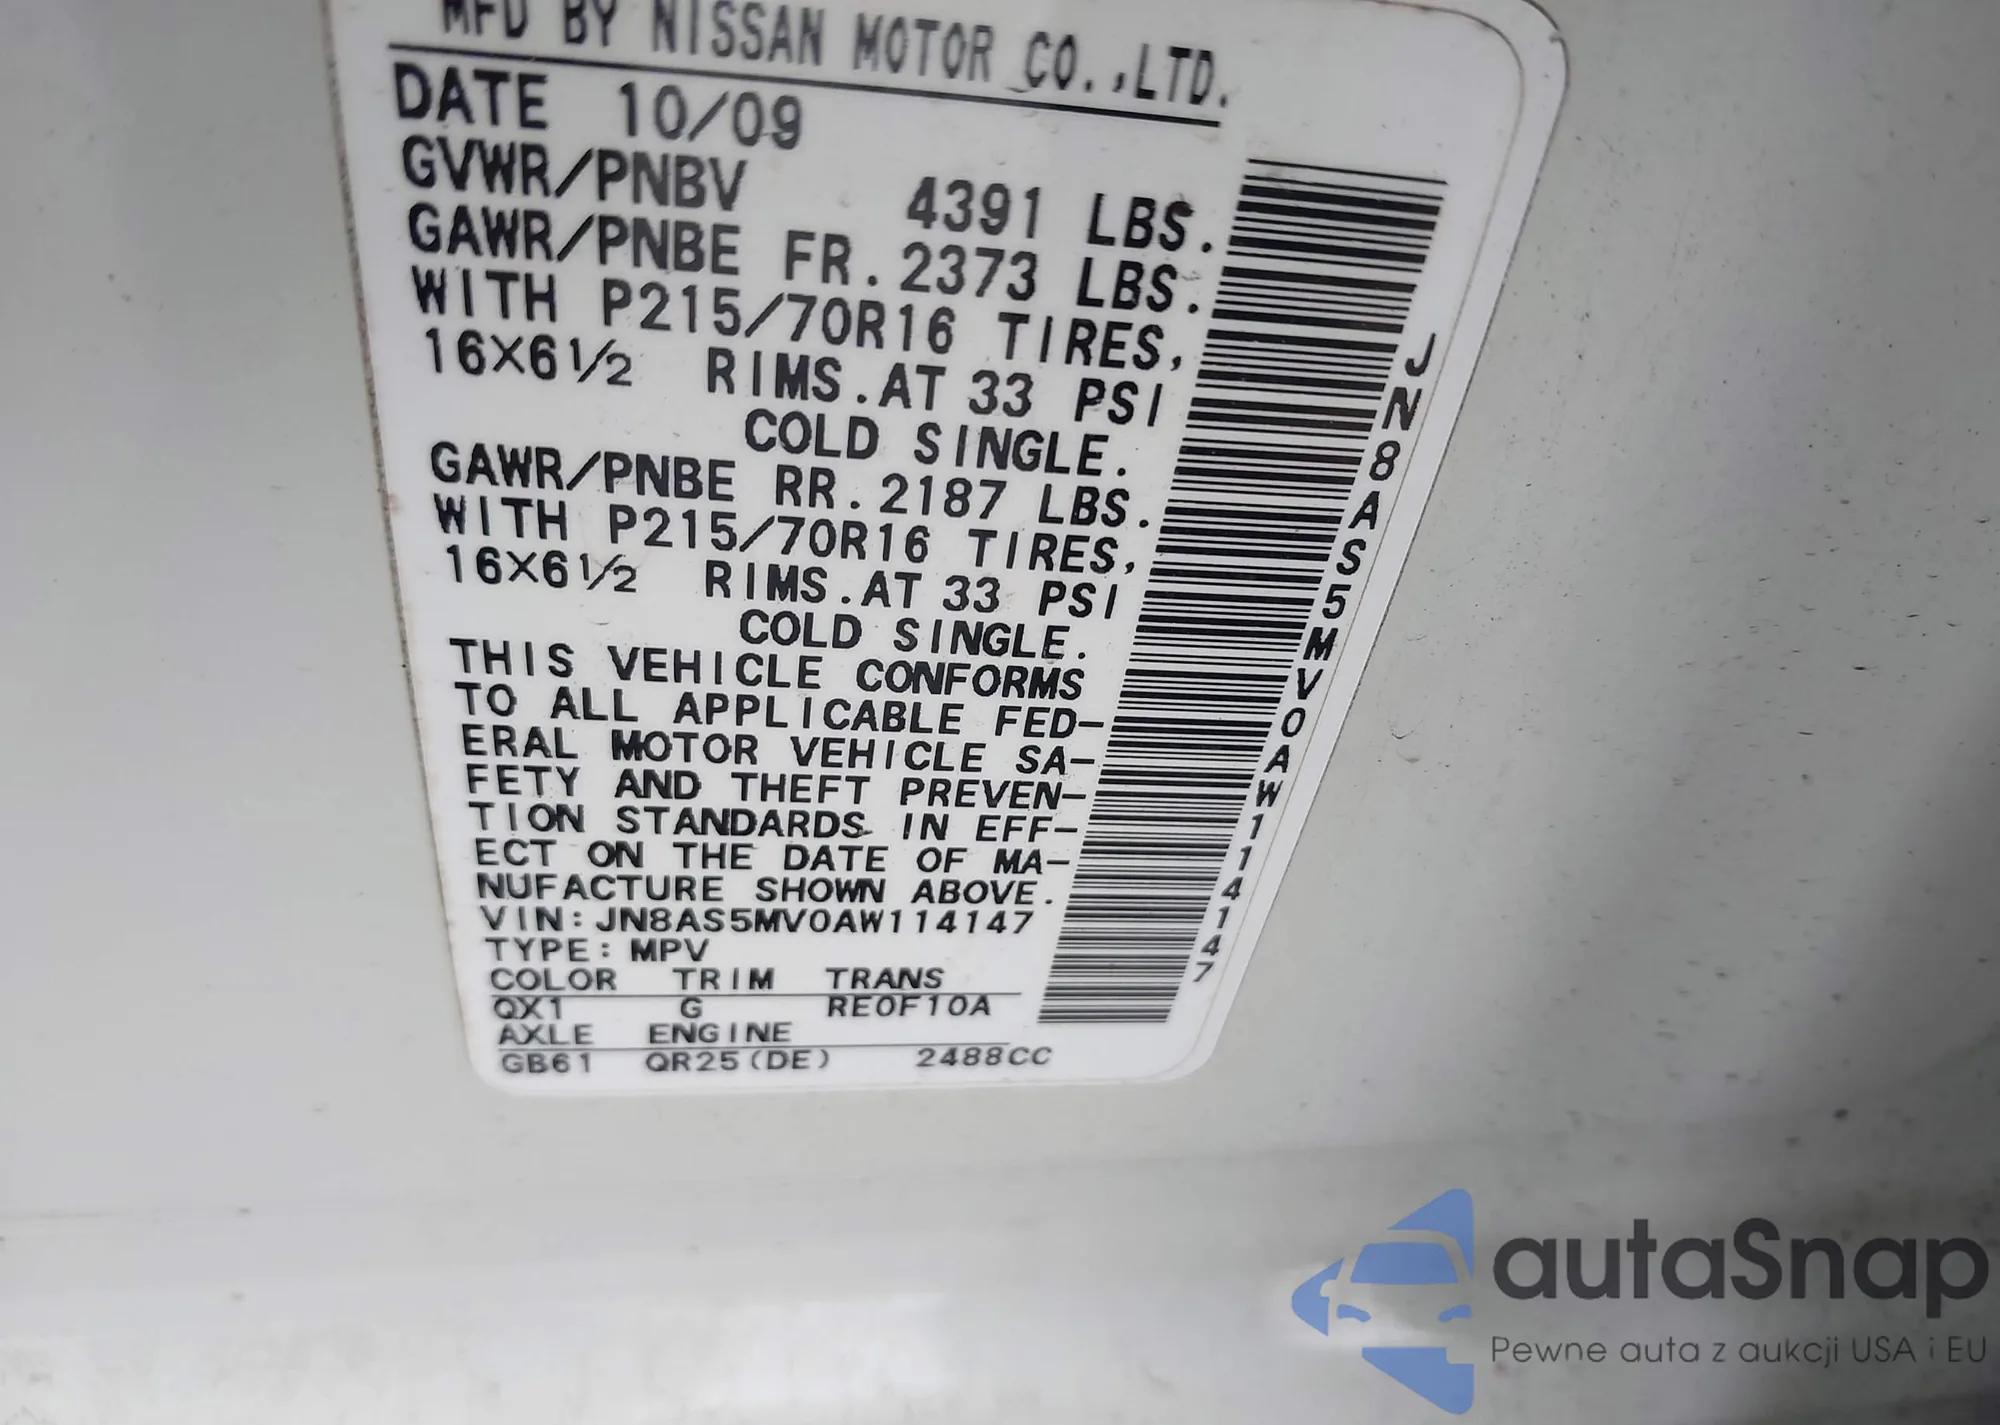 MFD BY NISSAN MOTOR CO.,LTD.
DATE 10/09
GVWR/PNBV 4391 LBS.
GAWR/PNBE FR.2373 LBS.
WITH P215/70R16 TIRES,
16X6 1/2 RIMS.AT 33 PSI
COLD SINGLE.
GAWR/PNBE RR.2187 LBS.
WITH P215/70R16 TIRES,
16X6 1/2 RIMS.AT 33 PSI
COLD SINGLE.
THIS VEHICLE CONFORMS
TO ALL APPLICABLE FED-
ERAL MOTOR VEHICLE SA-
FETY AND THEFT PREVEN-
TION STANDARDS IN EFF-
ECT ON THE DATE OF MA-
NUFACTURE SHOWN ABOVE.
VIN:JN8AS5MV0AW114147
TYPE:MPV
COLOR TRIM TRANS
QX1 G RE0F10A
AXLE ENGINE
GB61 QR25(DE) 2488CC
JN8AS5MV0AW114147
autaSnap
Pewne auta z aukcji USA i EU